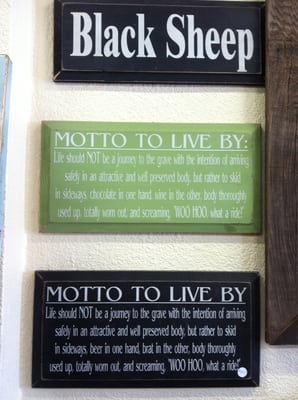 Black Sheep
MOTTO TO LIVE BY:
Life should NOT be a journey to the grave with the intention of arriving
safely in an attractive and well preserved body, but rather to skid
in sideways, chocolate in one hand, wine in the other, body thoroughly
used up, totally worn out, and screaming, "WOO HOO, what a ride!"
MOTTO TO LIVE BY
Life should NOT be a journey to the grave with the intention of arriving
safely in an attractive and well preserved body, but rather to skid
in sideways, beer in one hand, brat in the other, body thoroughly
used up, totally worn out, and screaming, "WOO HOO, what a ride!"